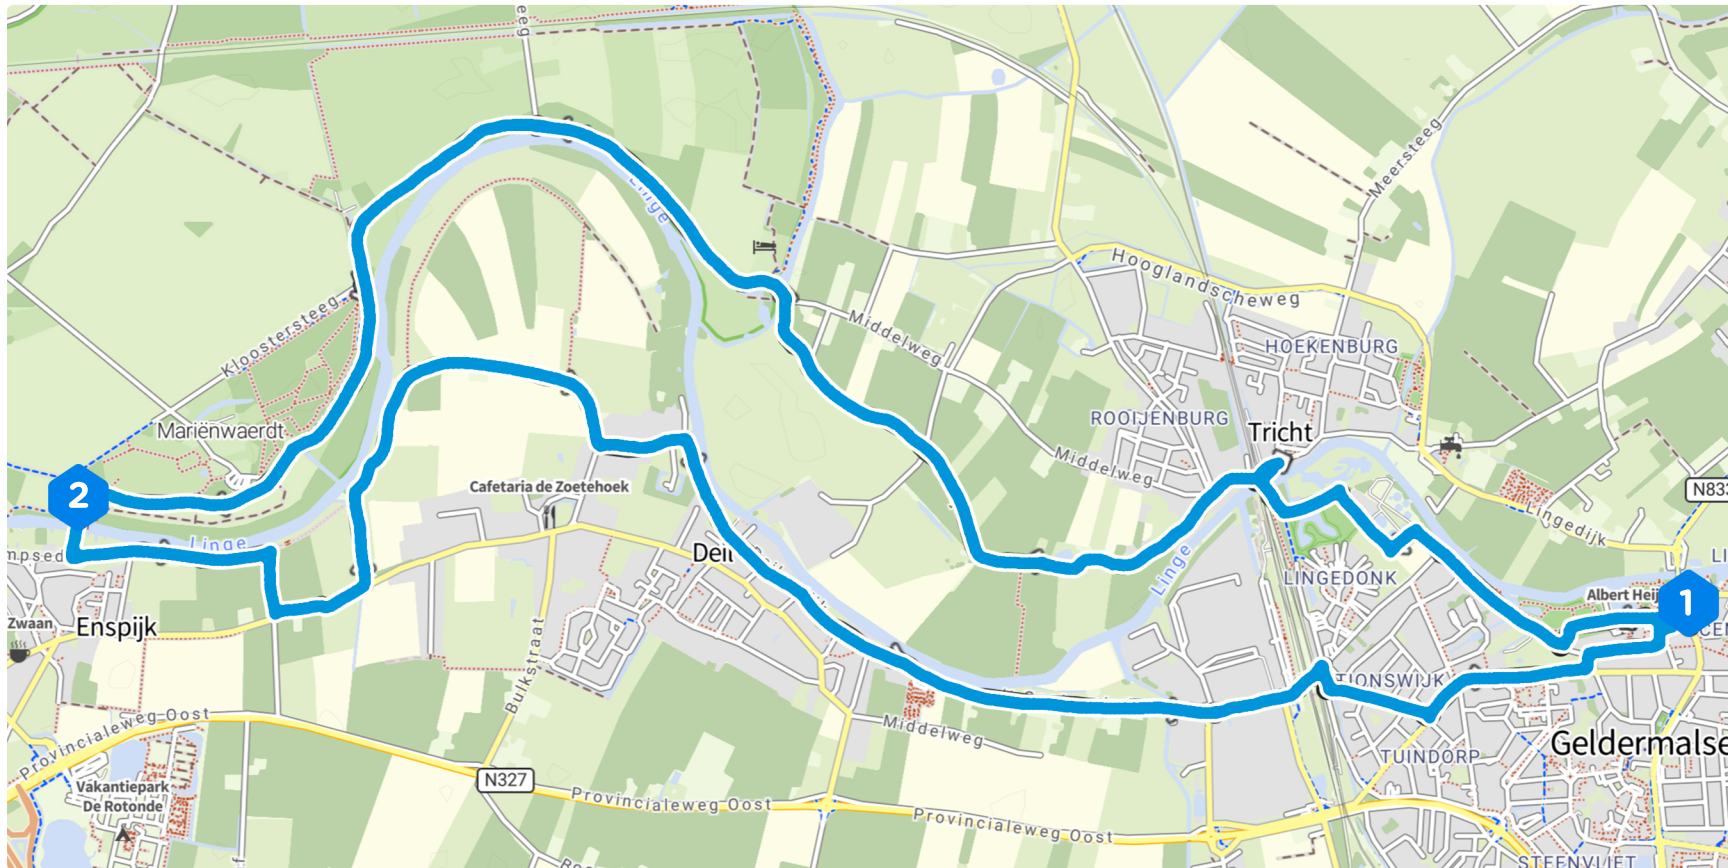 Linge
Meersteeg
Hooglandscheweg
Middelweg
Kloostersteeg
HOEKENBURG
ROOIJENBURG
Mariënwaerdt
Tricht
Middelweg
Cafetaria de Zoetehoek
2
N833
Lingedijk
Linge
Deil
Linge
LINGEDONK
Albert Heij
1
Enspijk
Zwaan
Bulkstraat
TIONSWIJK
Provincialeweg Oost
Middelweg
TUINDORP
Geldermalse
N327
Vakantiepark
De Rotonde
Provincialeweg Oost
Provincialeweg Oost
STEENVLIET